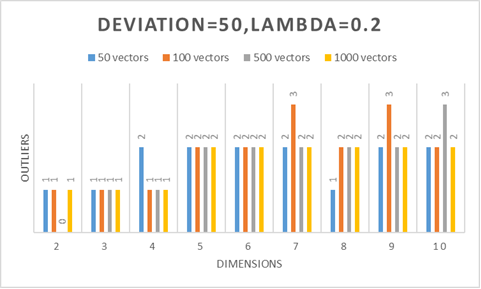 DEVIATION=50,LAMBDA=0.2
50 vectors 100 vectors 500 vectors 1000 vectors
OUTLIERS
1 1 0 1 1 1 1 1 2 1 1 1 2 2 2 2 2 2 2 2 2 3 2 2 1 2 2 2 2 3 2 2 2 2 3 2
2 3 4 5 6 7 8 9 10
DIMENSIONS